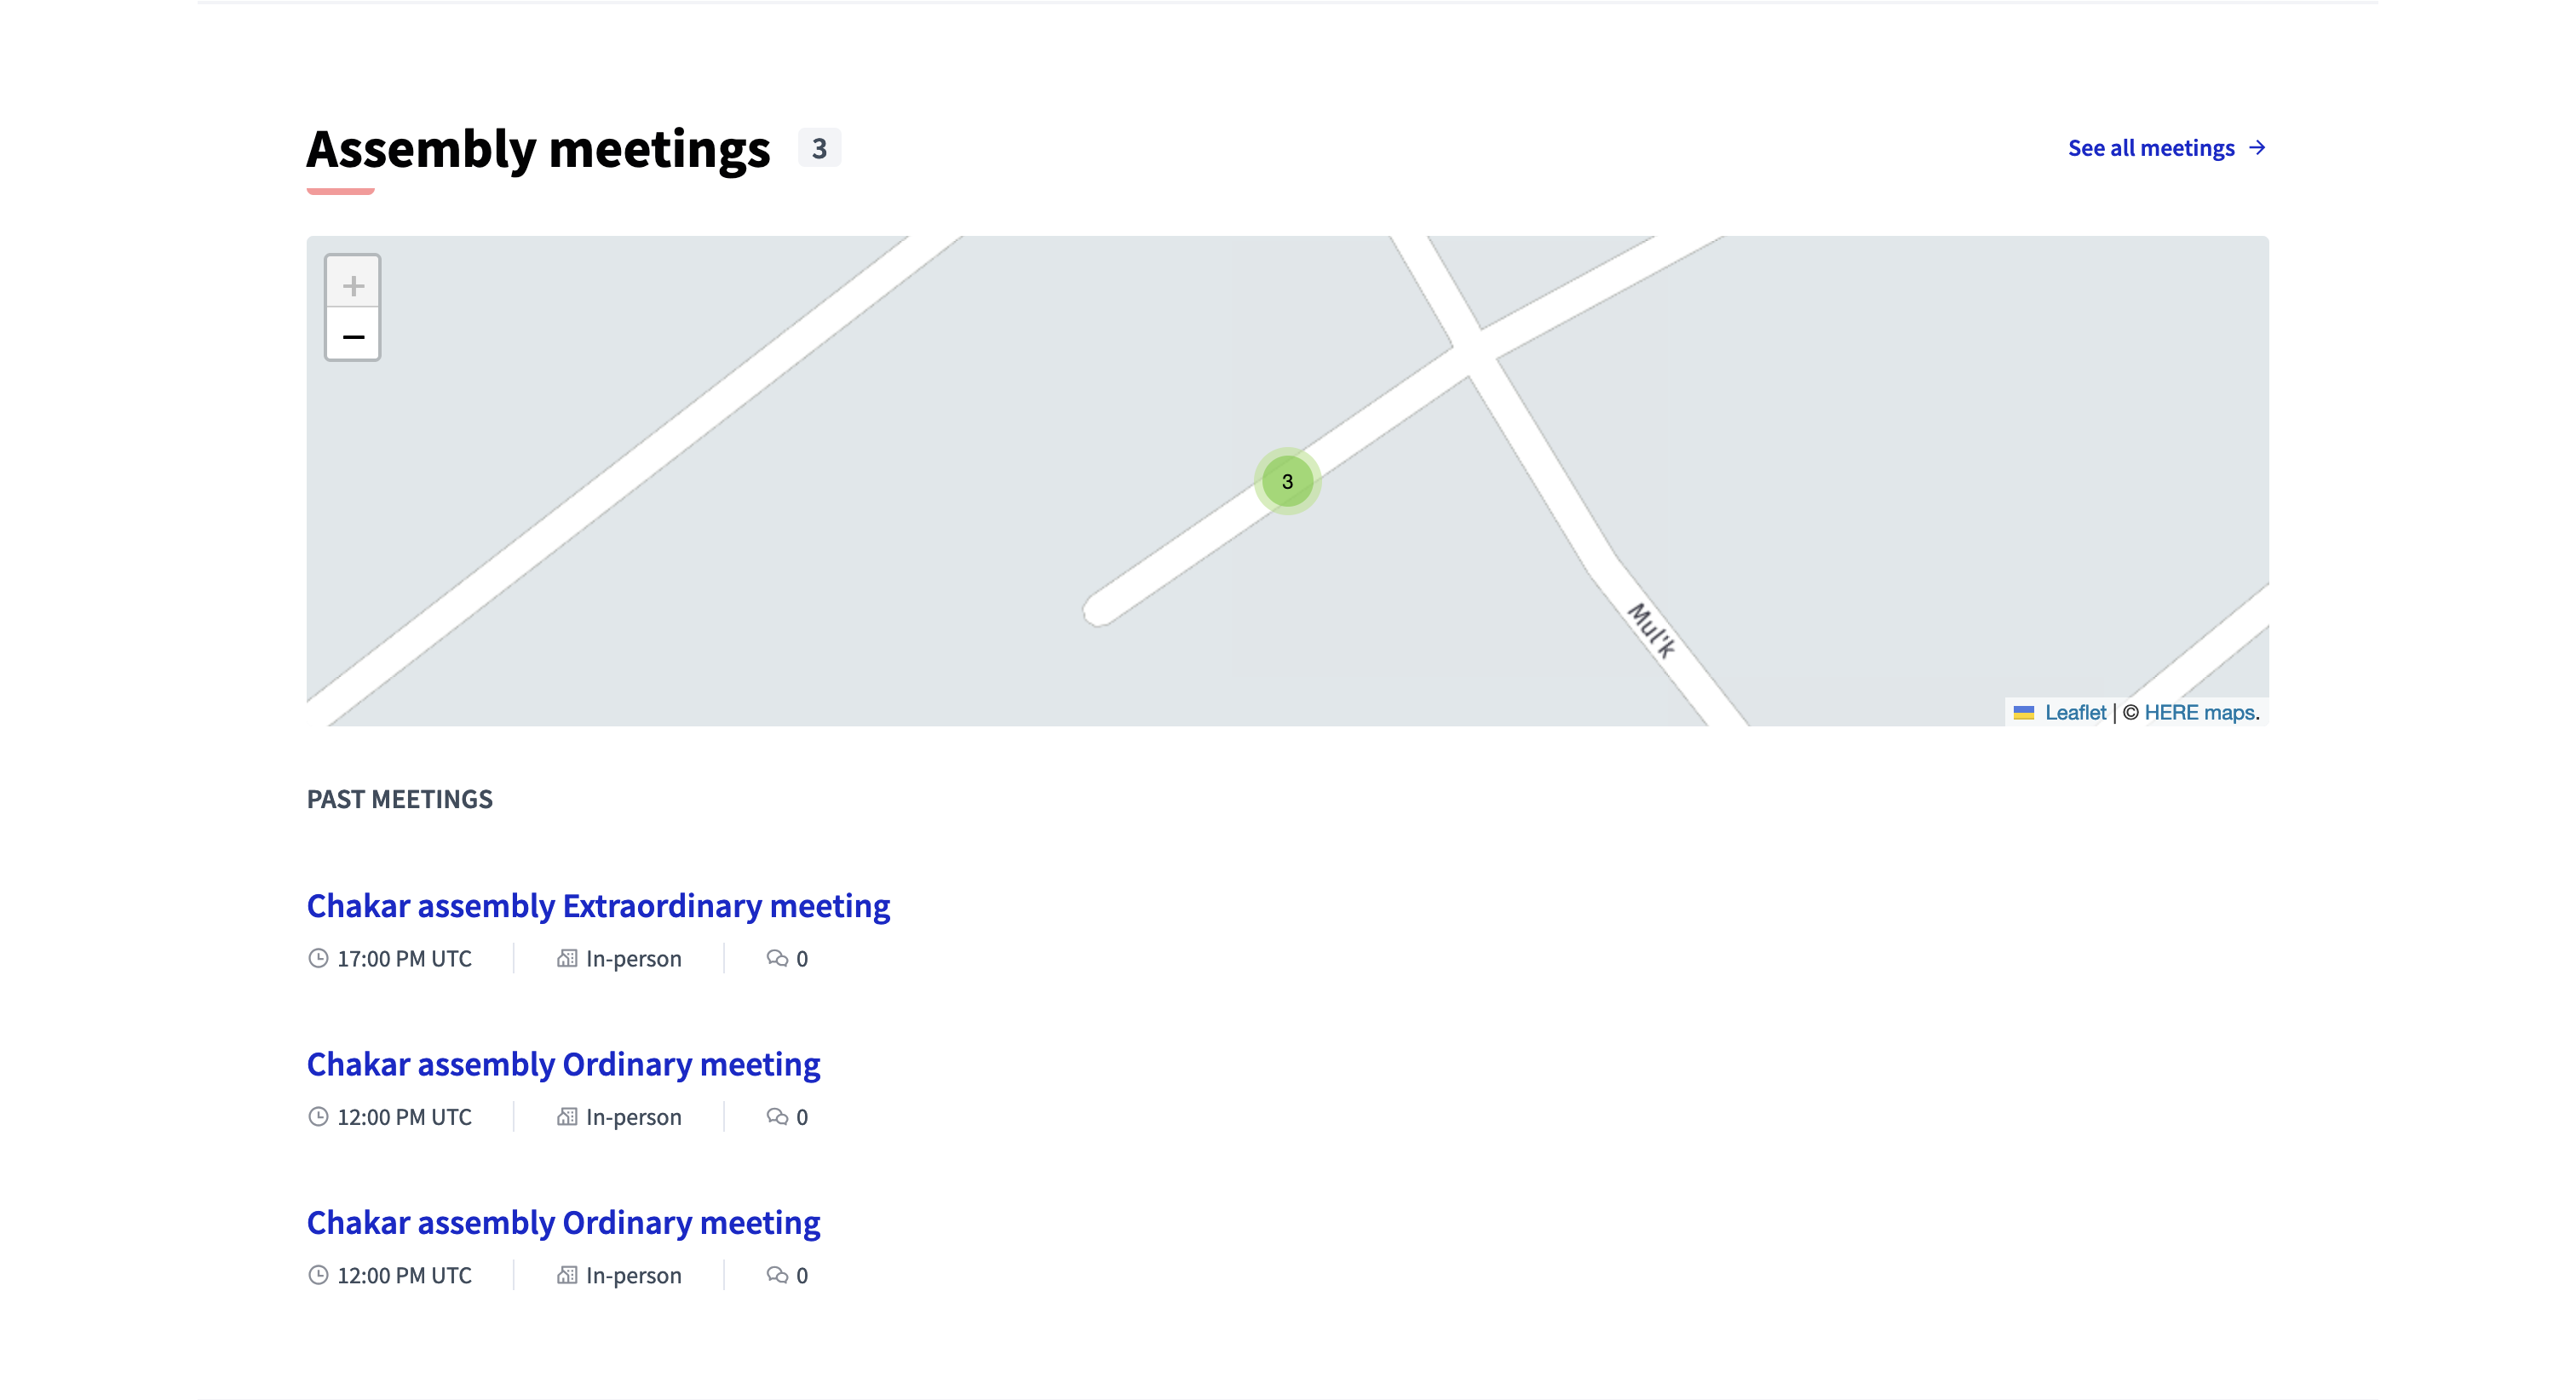 Assembly meetings 3
See all meetings →
+
−
3
Mul'k
Leaflet | © HERE maps.
PAST MEETINGS
Chakar assembly Extraordinary meeting
17:00 PM UTC In-person 0
Chakar assembly Ordinary meeting
12:00 PM UTC In-person 0
Chakar assembly Ordinary meeting
12:00 PM UTC In-person 0